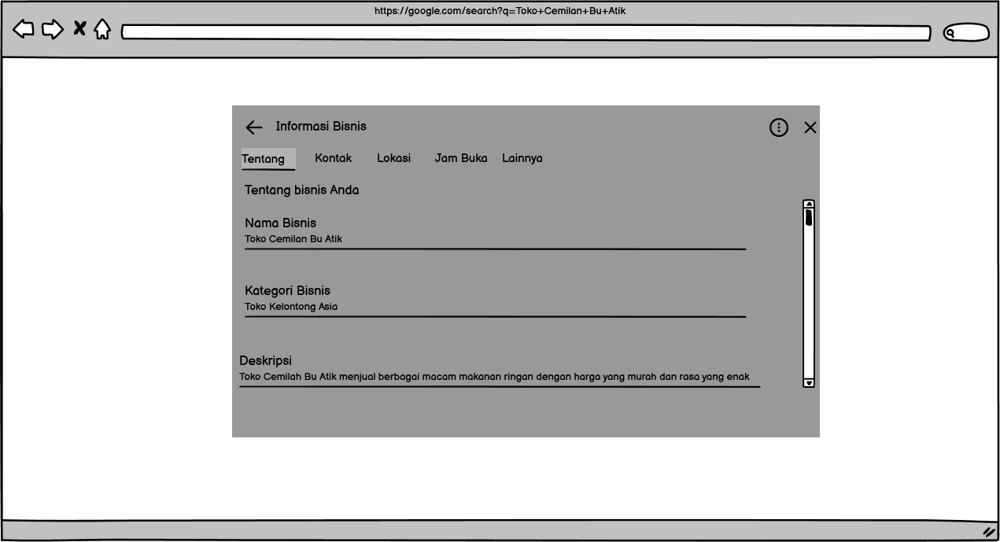 https://google.com/search?q=Toko+Cemilan+Bu+Atik
Informasi Bisnis
Tentang Kontak Lokasi Jam Buka Lainnya
Tentang bisnis Anda
Nama Bisnis
Toko Cemilan Bu Atik
Kategori Bisnis
Toko Kelontong Asia
Deskripsi
Toko Cemilah Bu Atik menjual berbagai macam makanan ringan dengan harga yang murah dan rasa yang enak